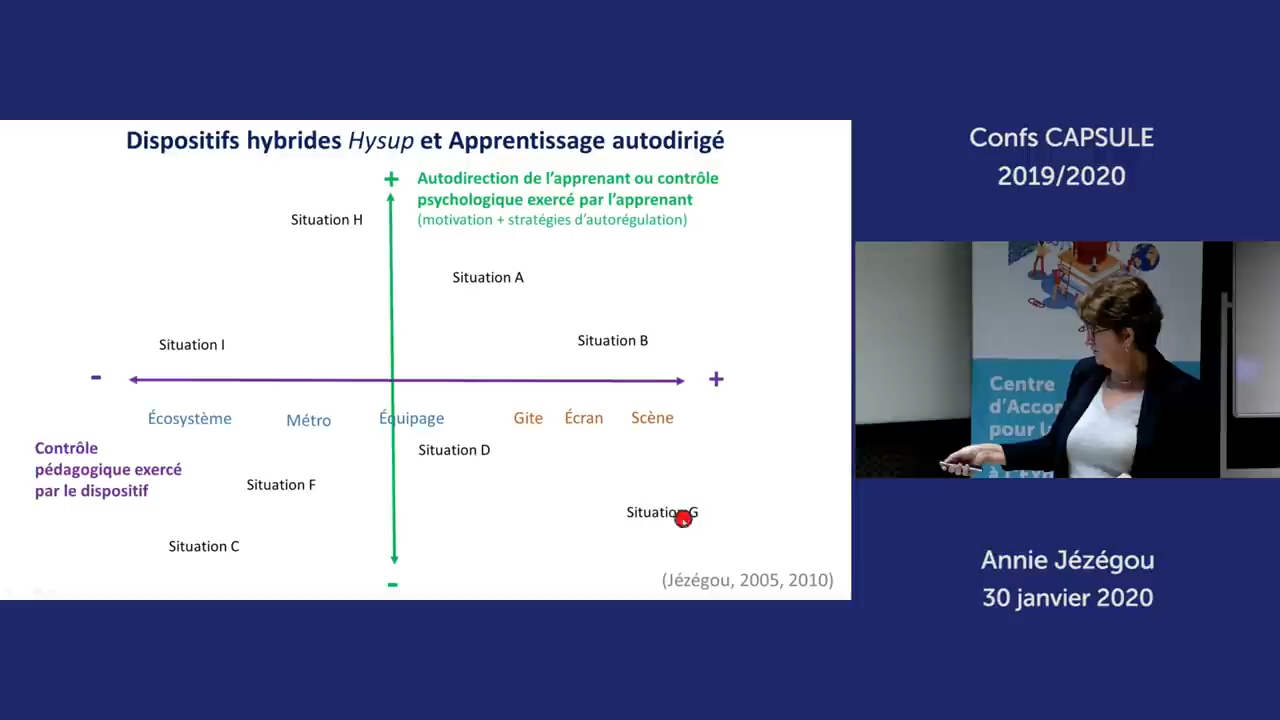 Dispositifs hybrides Hysup et Apprentissage autodirigé
+
Autodirection de l'apprenant ou contrôle
psychologique exercé par l'apprenant
(motivation + stratégies d'autorégulation)
Situation H
Situation A
Situation B
Situation I
-
+
Écosystème
Métro
Équipage
Gite
Écran
Scène
Contrôle
pédagogique exercé
par le dispositif
Situation D
Situation F
Situation G
Situation C
-
(Jézégou, 2005, 2010)
Confs CAPSULE
2019/2020
Centre
d'Accor
pour l
Annie Jézégou
30 janvier 2020